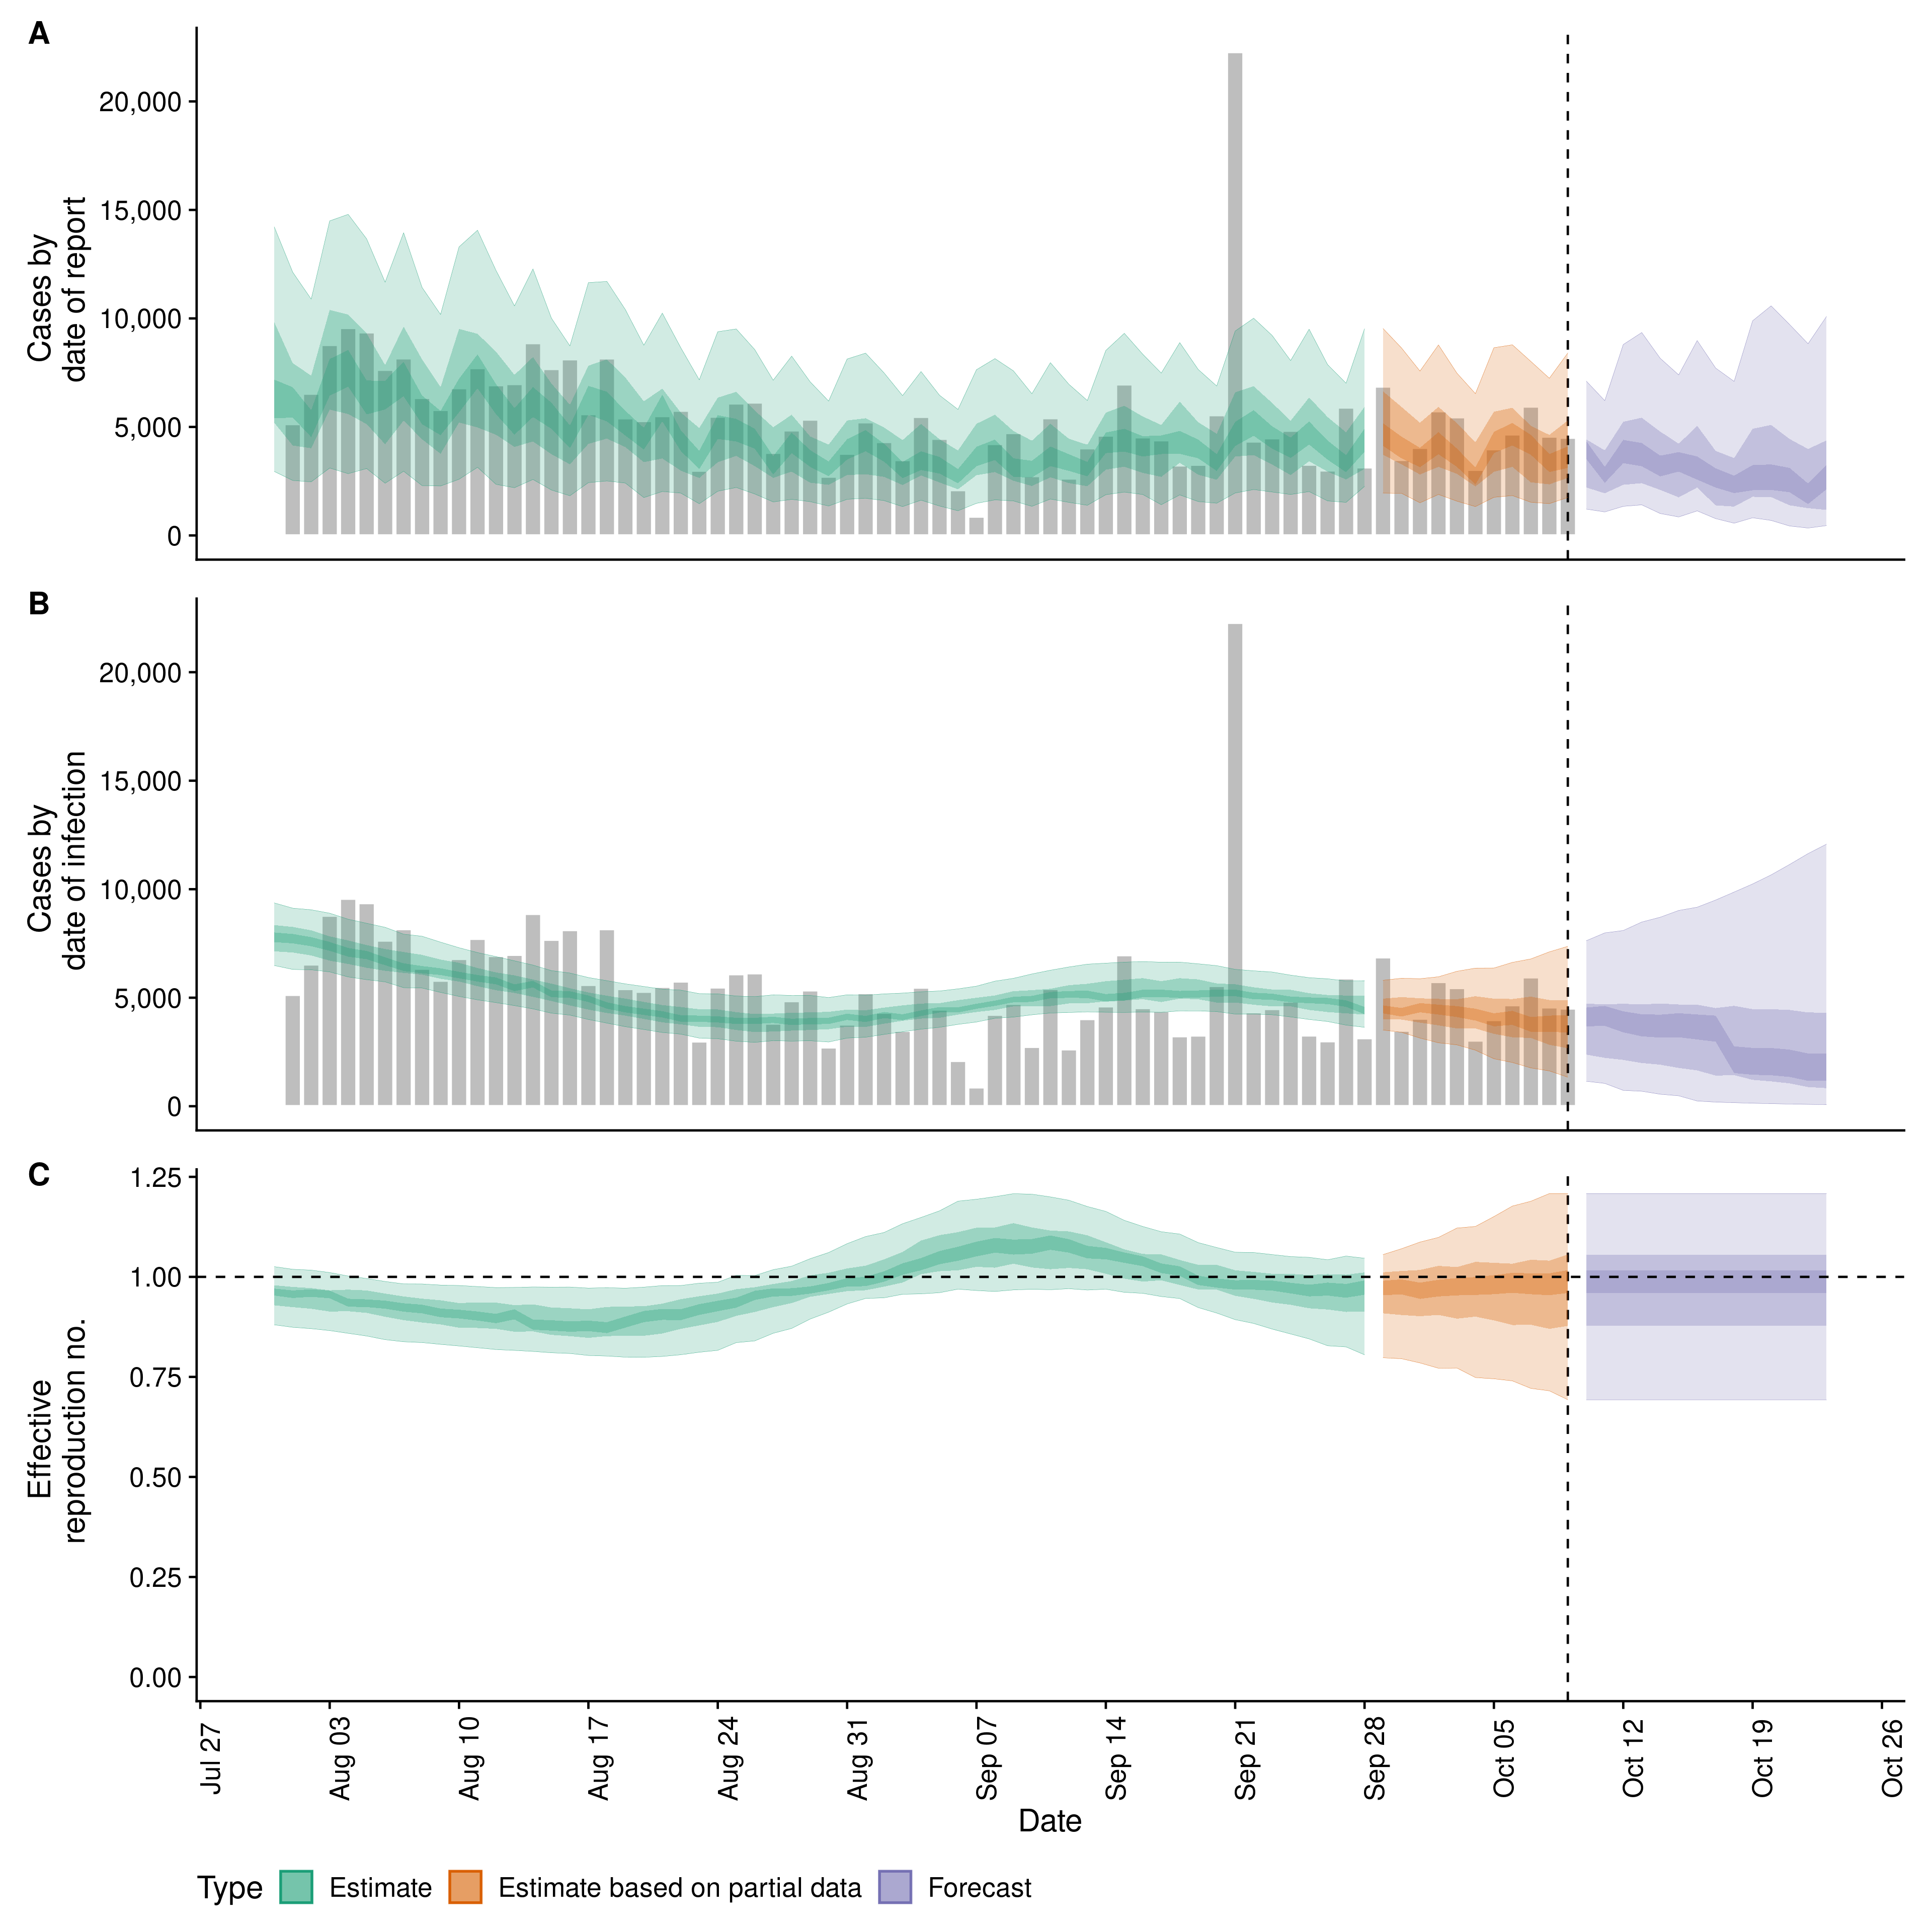 A
Cases by
date of report
20,000
15,000
10,000
5,000
0
B
Cases by
date of infection
20,000
15,000
10,000
5,000
0
C
Effective
reproduction no.
1.25
1.00
0.75
0.50
0.25
0.00
Jul 27
Aug 03
Aug 10
Aug 17
Aug 24
Aug 31
Sep 07
Sep 14
Sep 21
Sep 28
Oct 05
Oct 12
Oct 19
Oct 26
Date
Type Estimate Estimate based on partial data Forecast